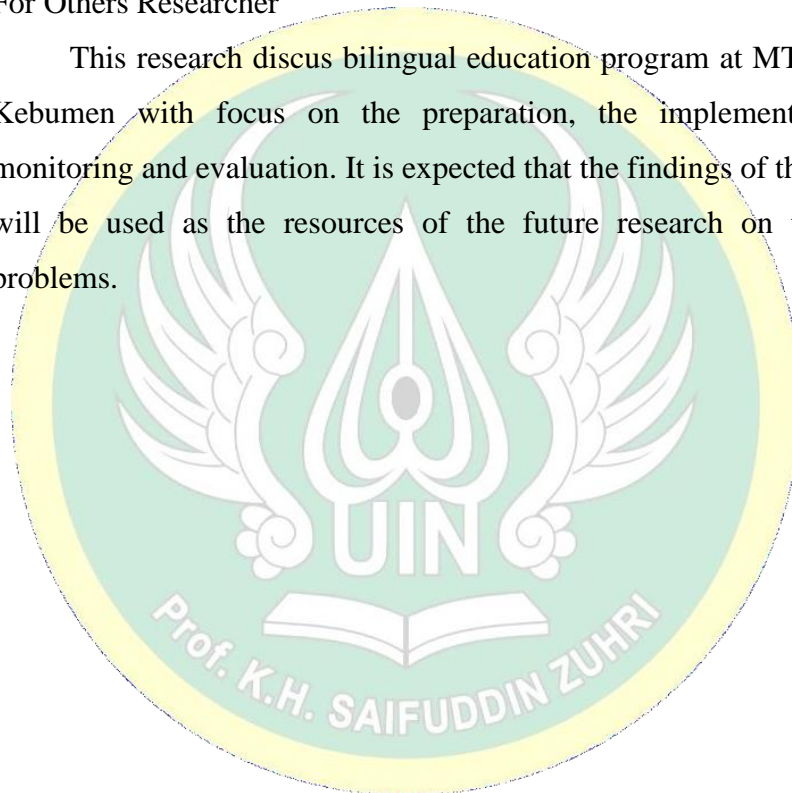 For Others Researcher
This research discus bilingual education program at MT
Kebumen with focus on the preparation, the implement
monitoring and evaluation. It is expected that the findings of th
will be used as the resources of the future research on
problems.
UIN
Prof. K.H. SAIFUDDIN ZUHRI